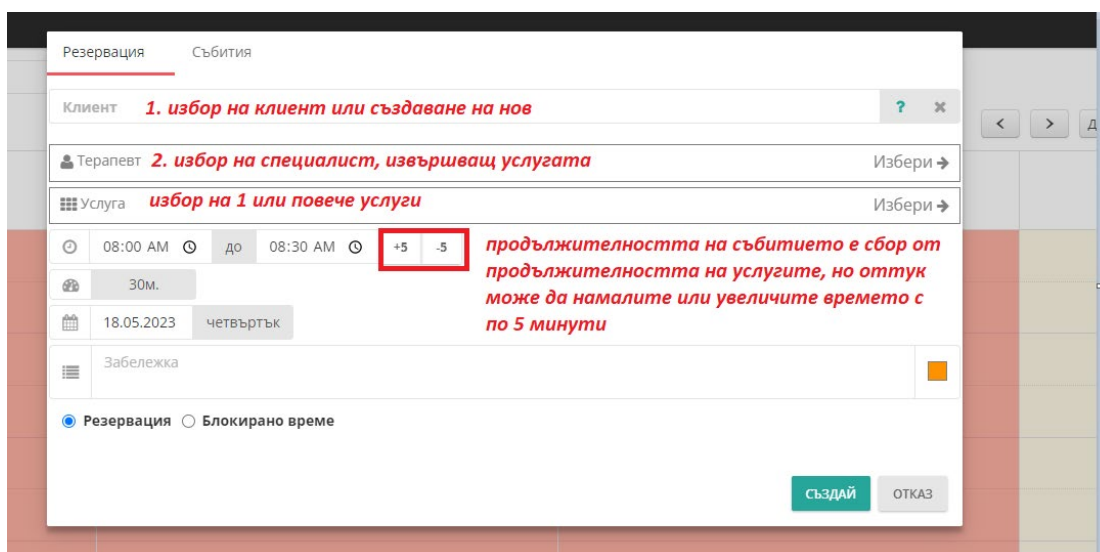 Резервация Събития
Клиент 1. избор на клиент или създаване на нов ? ×
< > Д
Терапевт 2. избор на специалист, извършващ услугата Избери →
Услуга избор на 1 или повече услуги Избери →
08:00 AM до 08:30 AM +5 -5
продължителността на събитието е сбор от
продължителността на услугите, но оттук
може да намалите или увеличите времето с
по 5 минути
30м.
18.05.2023 четвъртък
Забележка
Резервация Блокирано време
СЪЗДАЙ ОТКАЗ